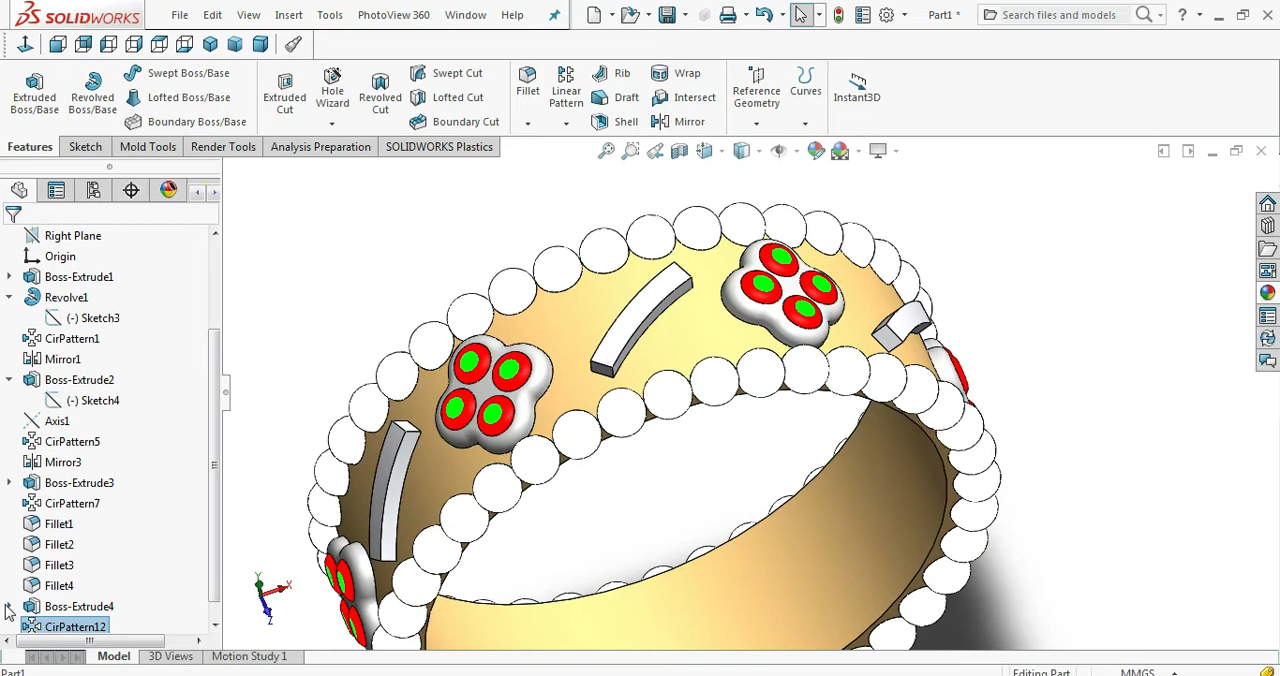 SOLIDWORKS File Edit View Insert Tools PhotoView 360 Window Help Part1 * Search files and models ?
Extruded Boss/Base
Revolved Boss/Base
Swept Boss/Base
Lofted Boss/Base
Boundary Boss/Base
Extruded Cut
Hole Wizard
Revolved Cut
Swept Cut
Lofted Cut
Boundary Cut
Fillet
Linear Pattern
Rib
Draft
Shell
Wrap
Intersect
Mirror
Reference Geometry
Curves
Instant3D
Features Sketch Mold Tools Render Tools Analysis Preparation SOLIDWORKS Plastics
Right Plane
Origin
Boss-Extrude1
Revolve1
(-) Sketch3
CirPattern1
Mirror1
Boss-Extrude2
(-) Sketch4
Axis1
CirPattern5
Mirror3
Boss-Extrude3
CirPattern7
Fillet1
Fillet2
Fillet3
Fillet4
Boss-Extrude4
CirPattern12
Y
X
Z
Model 3D Views Motion Study 1
Part1 Editing Part MMGS